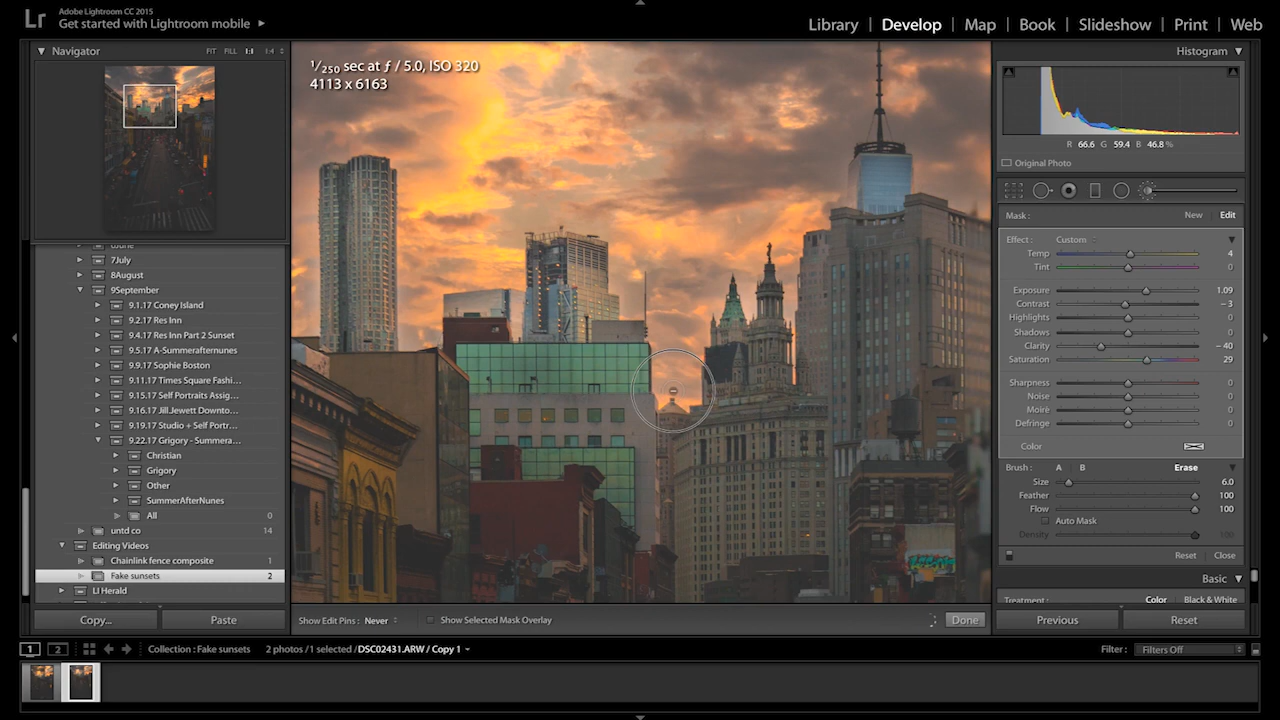 Lr
Adobe Lightroom CC 2015
Get started with Lightroom mobile
Library | Develop | Map | Book | Slideshow | Print | Web
Navigator FIT FILL 1:1 1:4
1/250 sec at ƒ / 5.0, ISO 320
4113 x 6163
Histogram
R 66.6 G 59.4 B 46.8 %
Original Photo
Mask : New Edit
Effect : Custom
Temp 4
Tint 0
Exposure 1.09
Contrast – 3
Highlights 0
Shadows 0
Clarity – 40
Saturation 29
Sharpness 0
Noise 0
Moiré 0
Defringe 0
Color
Brush : A B Erase
Size 6.0
Feather 100
Flow 100
Auto Mask
Density 100
Reset Close
Basic
Treatment : Color Black & White
Previous Reset
7July
8August
9September
9.1.17 Coney Island
9.2.17 Res Inn
9.4.17 Res Inn Part 2 Sunset
9.5.17 A-Summerafternunes
9.9.17 Sophie Boston
9.11.17 Times Square Fashi...
9.15.17 Self Portraits Assig...
9.16.17 Jill,Jewett Downto...
9.19.17 Studio + Self Portr...
9.22.17 Grigory - Summera...
Christian
Grigory
Other
SummerAfterNunes
All 0
untd co 14
Editing Videos
Chainlink fence composite 1
Fake sunsets 2
LI Herald
Copy... Paste
Show Edit Pins : Never Show Selected Mask Overlay Done
1 2 Collection : Fake sunsets 2 photos / 1 selected / DSC02431.ARW / Copy 1 Filter : Filters Off